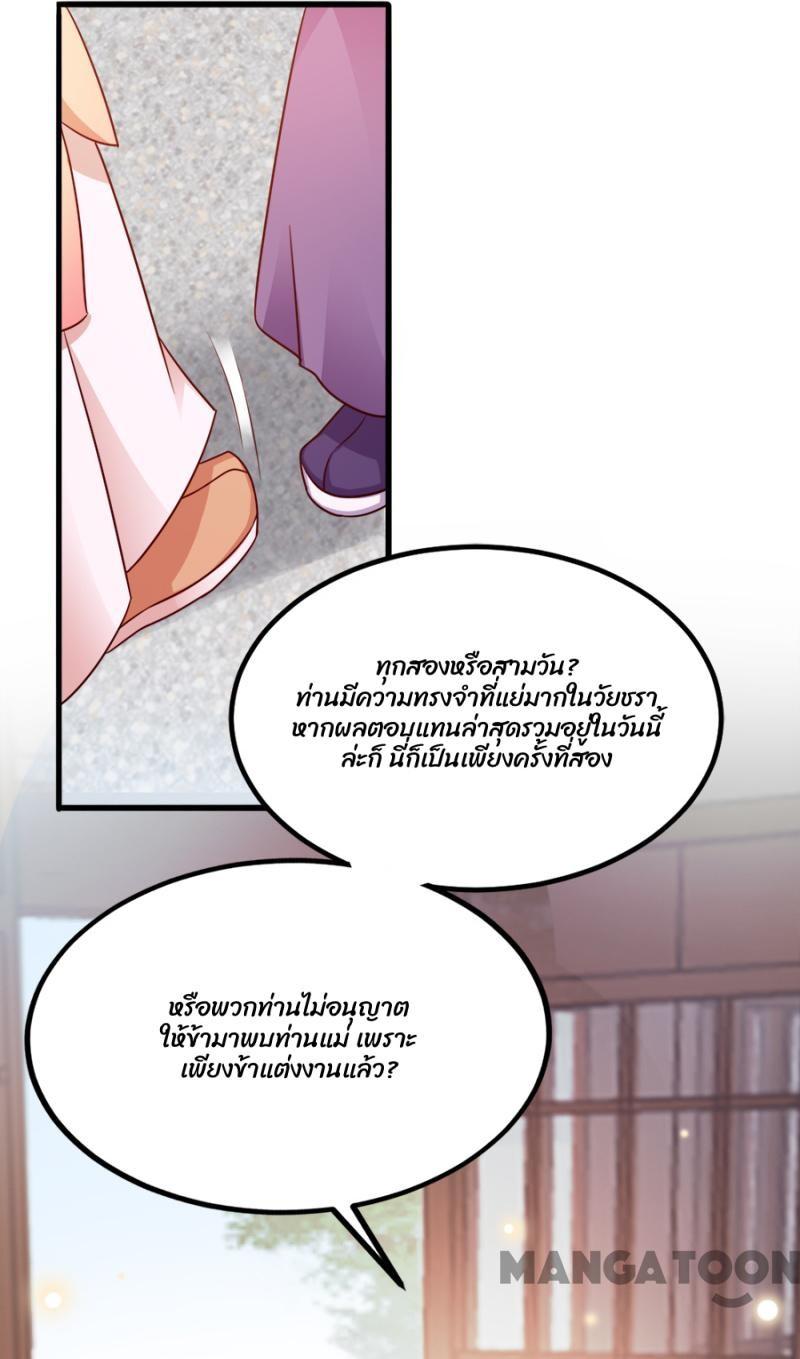 ทุกสองหรือสามวัน?
ท่านมีความทรงจำที่แย่มากในวัยชรา
หากผลตอบแทนล่าสุดรวมอยู่ในวันนี้
ล่ะก็ นี่ก็เป็นเพียงครั้งที่สอง
หรือพวกท่านไม่อนุญาต
ให้ข้ามาพบท่านแม่ เพราะ
เพียงข้าแต่งงานแล้ว?
MANGATOON